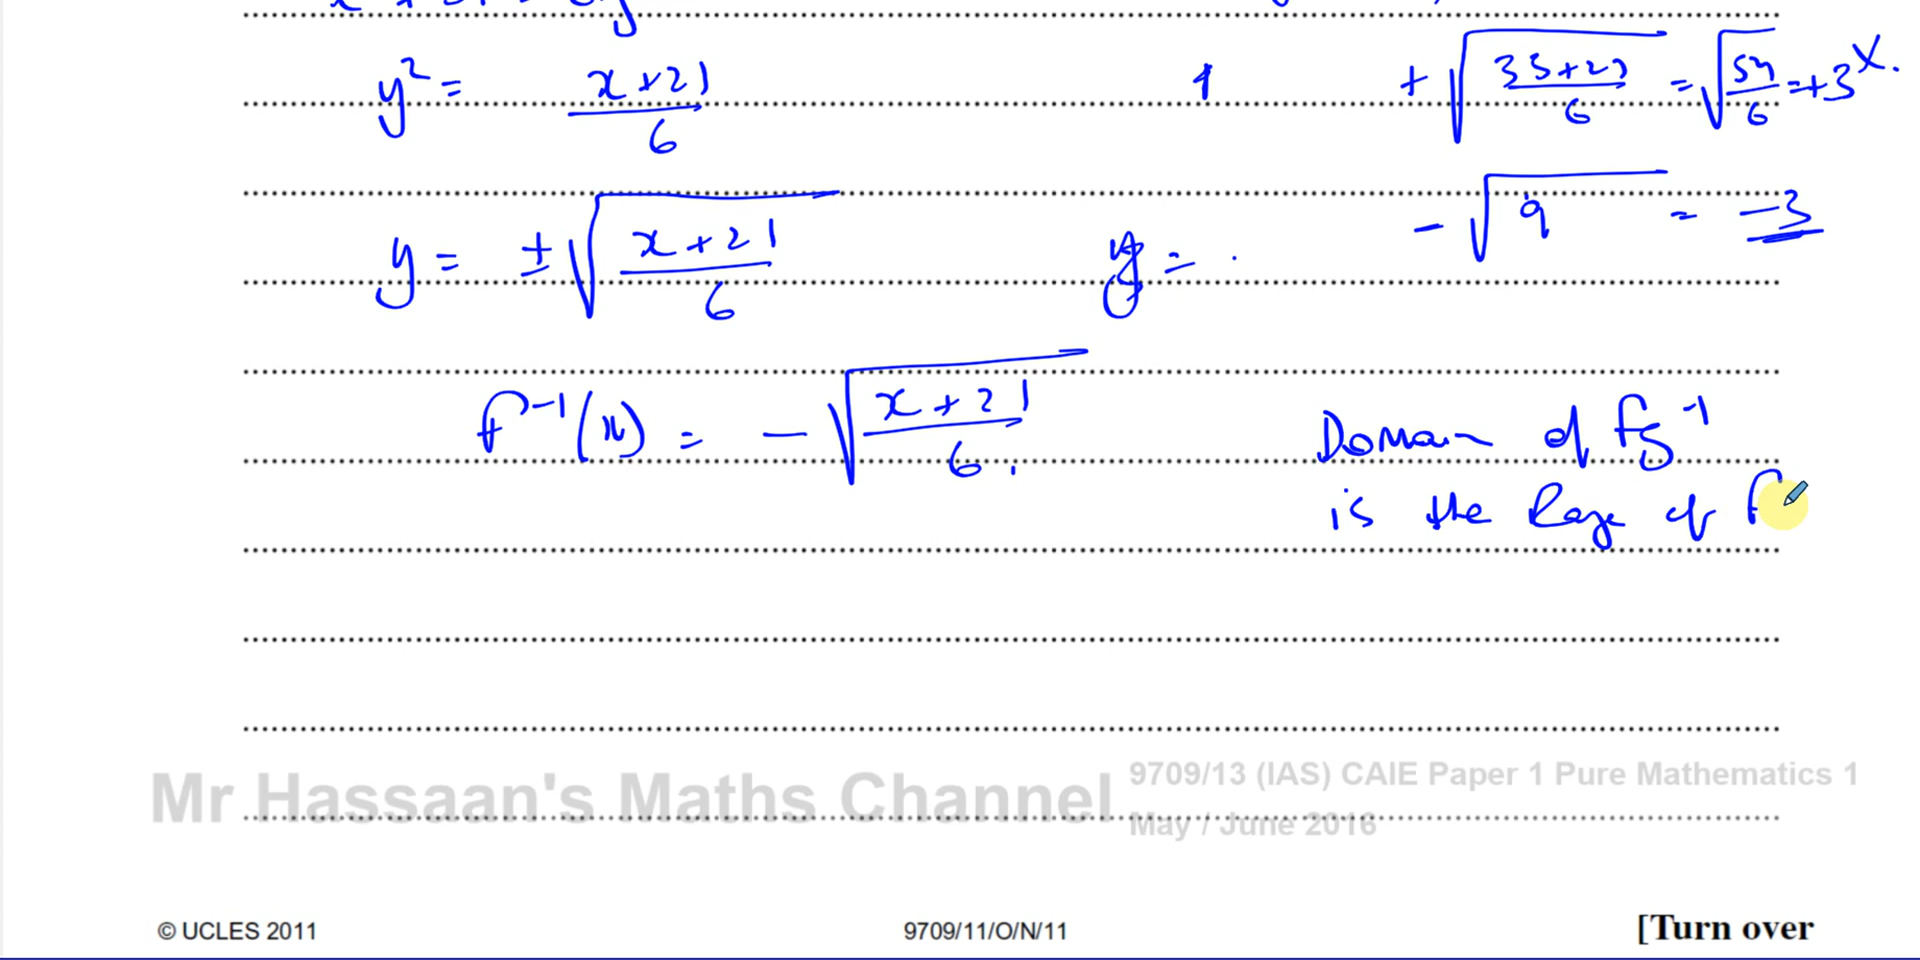 y² = x+21/6
+√33+21/6 = √54/6 = +3 X.
y = ±√x+21/6
y = .
-√9 = -3
f⁻¹(x) = -√x+21/6.
Domain of fg⁻¹
is the Range of f
Mr Hassaan's Maths Channel
9709/13 (IAS) CAIE Paper 1 Pure Mathematics 1
May / June 2016
© UCLES 2011
9709/11/O/N/11
[Turn over